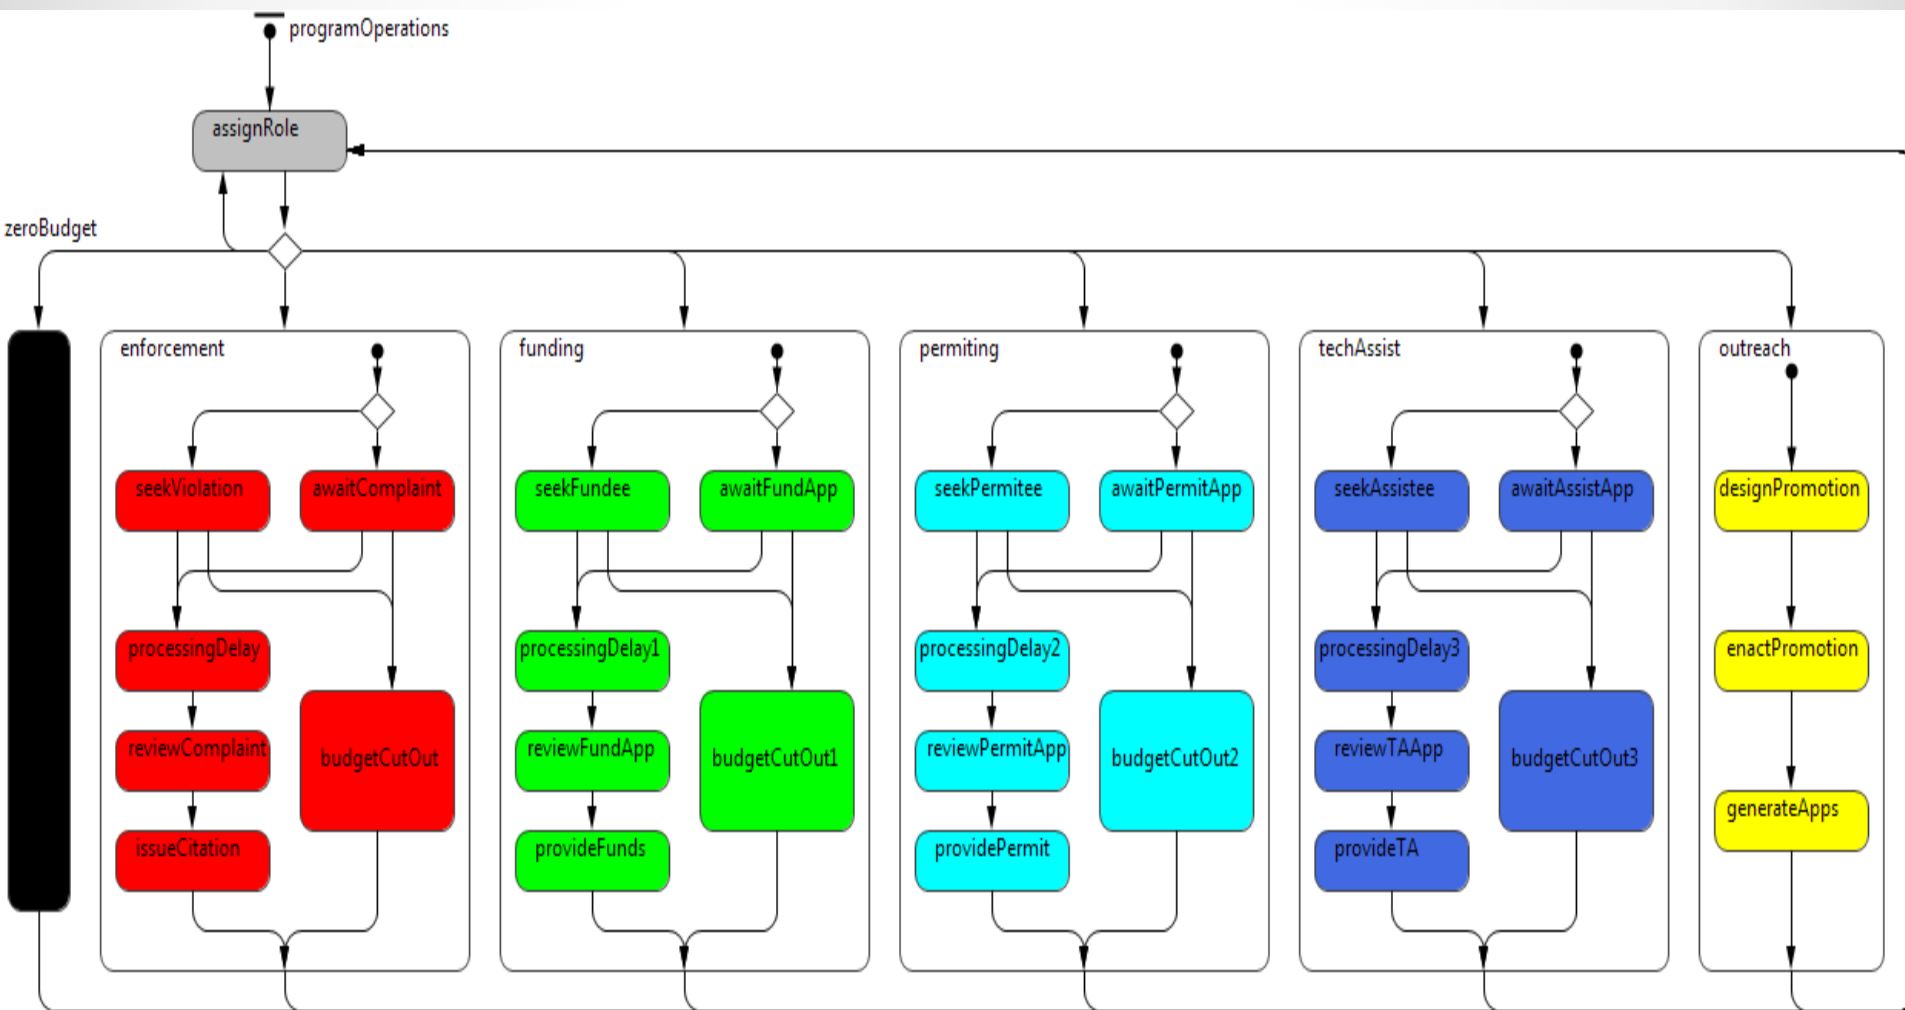 programOperations
assignRole
zeroBudget
enforcement
funding
permiting
techAssist
outreach
seekViolation
awaitComplaint
seekFundee
awaitFundApp
seekPermitee
awaitPermitApp
seekAssistee
awaitAssistApp
designPromotion
processingDelay
processingDelay1
processingDelay2
processingDelay3
enactPromotion
reviewComplaint
budgetCutOut
reviewFundApp
budgetCutOut1
reviewPermitApp
budgetCutOut2
reviewTAApp
budgetCutOut3
generateApps
issueCitation
provideFunds
providePermit
provideTA